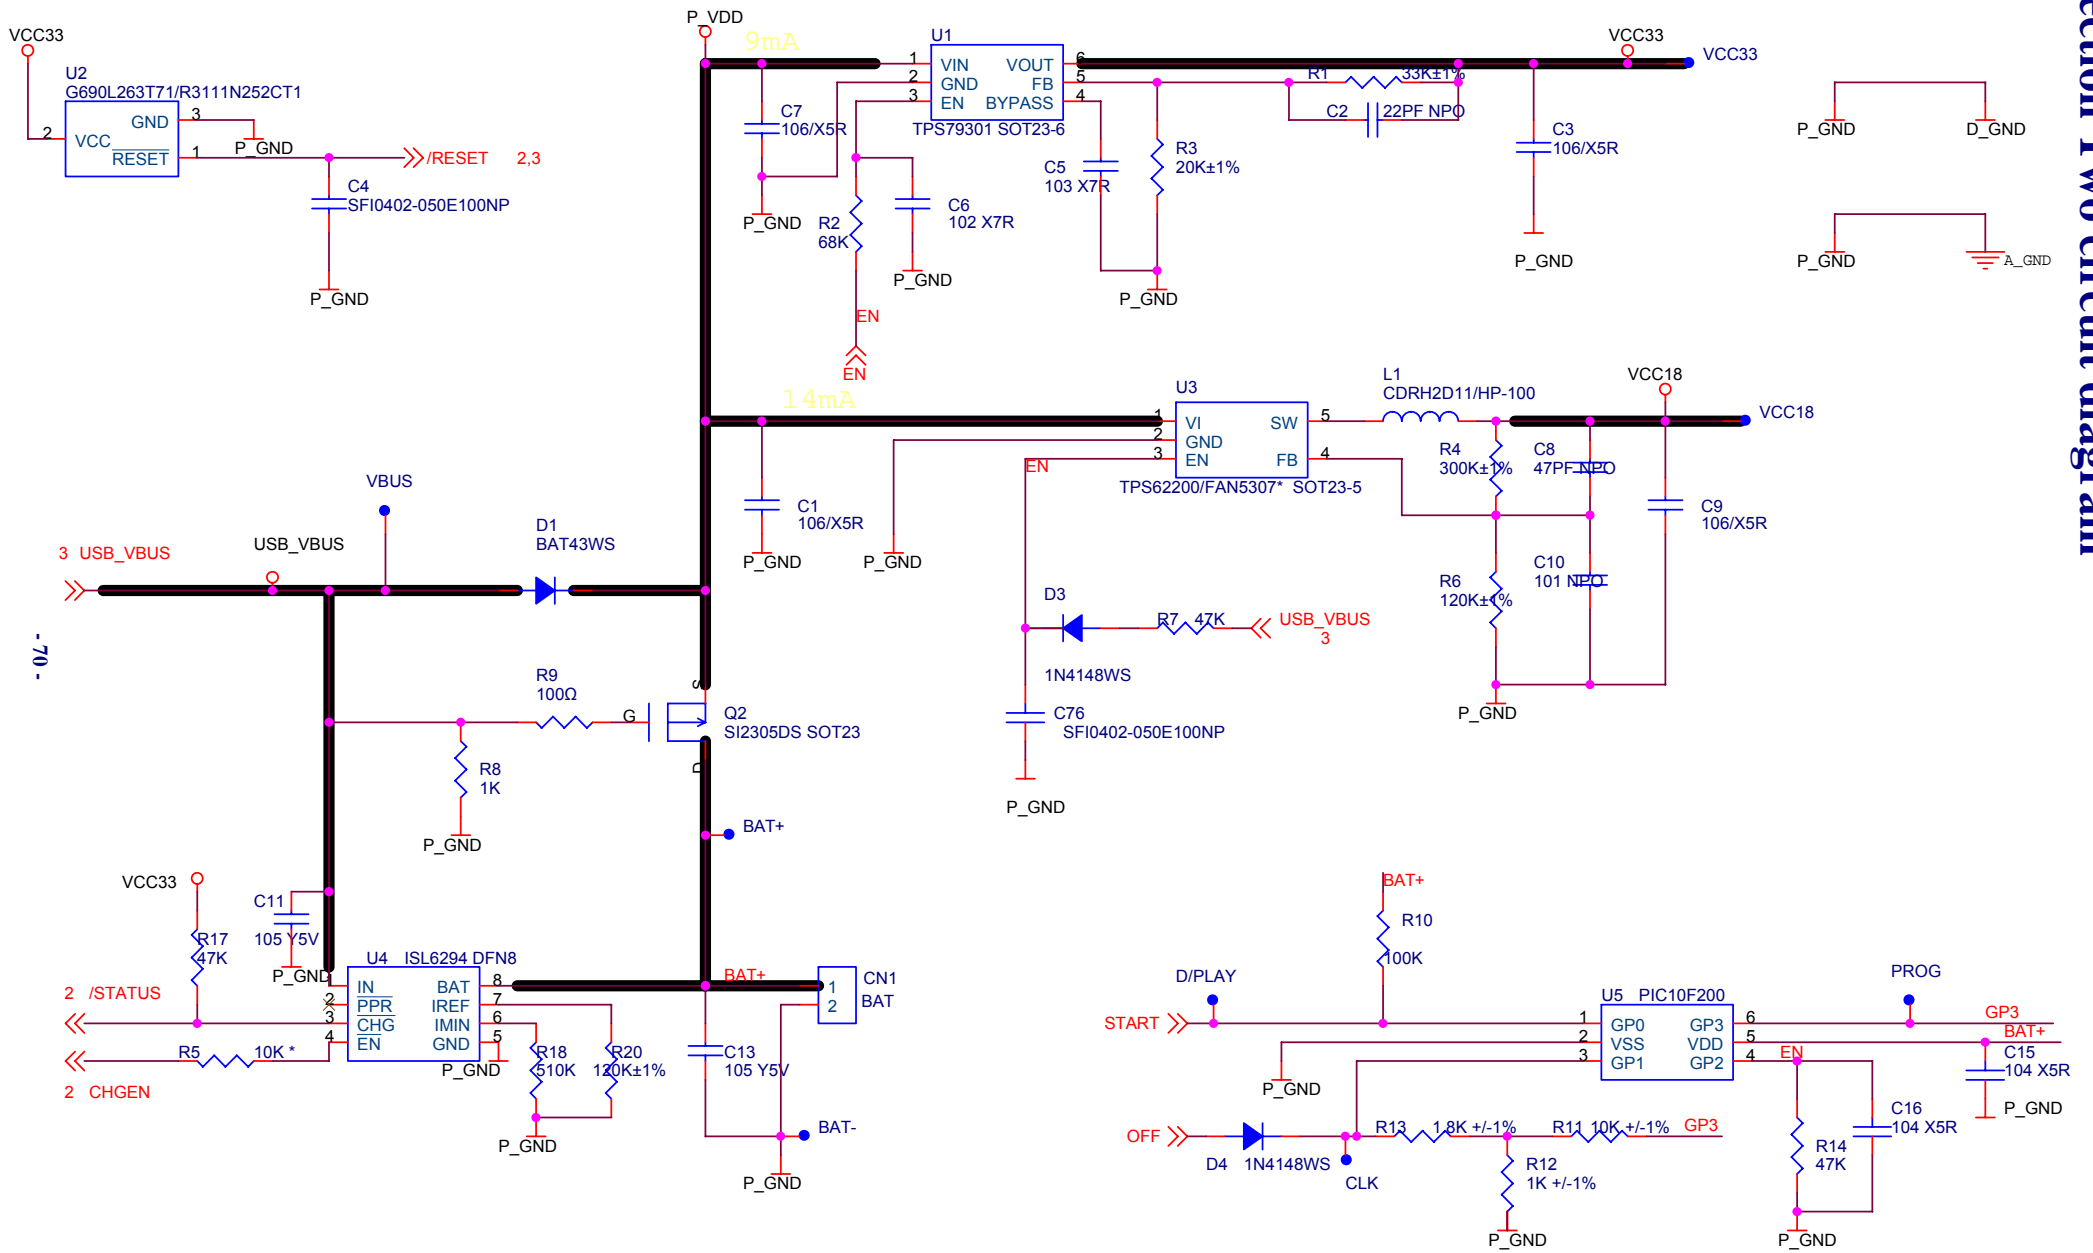 ection Two circuit diagram
- 70 -
VCC33
U2
G690L263T71/R3111N252CT1
GND
3
P_GND
2
VCC
RESET
1
/RESET 2,3
C4
SFI0402-050E100NP
P_GND
P_VDD
9mA
U1
1 VIN VOUT 6
2 GND FB 5
3 EN BYPASS 4
TPS79301 SOT23-6
C7
106/X5R
P_GND
R2
68K
C6
102 X7R
P_GND
EN
EN
C5
103 X7R
R3
20K±1%
P_GND
R1 33K±1%
C2 22PF NPO
VCC33
VCC33
C3
106/X5R
P_GND
P_GND
D_GND
P_GND
A_GND
14mA
C1
106/X5R
P_GND
P_GND
U3
1 VI SW 5
2 GND
3 EN FB 4
TPS62200/FAN5307* SOT23-5
EN
L1
CDRH2D11/HP-100
VCC18
VCC18
R4
300K±1%
C8
47PF NPO
C9
106/X5R
R6
120K±1%
C10
101 NPO
P_GND
D3
1N4148WS
R7 47K
USB_VBUS
3
C76
SFI0402-050E100NP
P_GND
VBUS
3 USB_VBUS
USB_VBUS
D1
BAT43WS
R9
100Ω
G
S
D
Q2
SI2305DS SOT23
R8
1K
P_GND
BAT+
VCC33
R17
47K
C11
105 Y5V
P_GND
U4 ISL6294 DFN8
1 IN BAT 8
2 PPR IREF 7
3 CHG IMIN 6
4 EN GND 5
2 /STATUS
R5 10K *
2 CHGEN
P_GND
R18
510K
R20
120K±1%
P_GND
BAT+
C13
105 Y5V
CN1
BAT
1
2
BAT-
P_GND
BAT+
R10
100K
D/PLAY
START
U5 PIC10F200
1 GP0 GP3 6
2 VSS VDD 5
3 GP1 GP2 4
P_GND
PROG
GP3
BAT+
EN
C15
104 X5R
P_GND
C16
104 X5R
R14
47K
P_GND
OFF
D4 1N4148WS
CLK
R13 1.8K +/-1%
R11 10K +/-1%
GP3
R12
1K +/-1%
P_GND